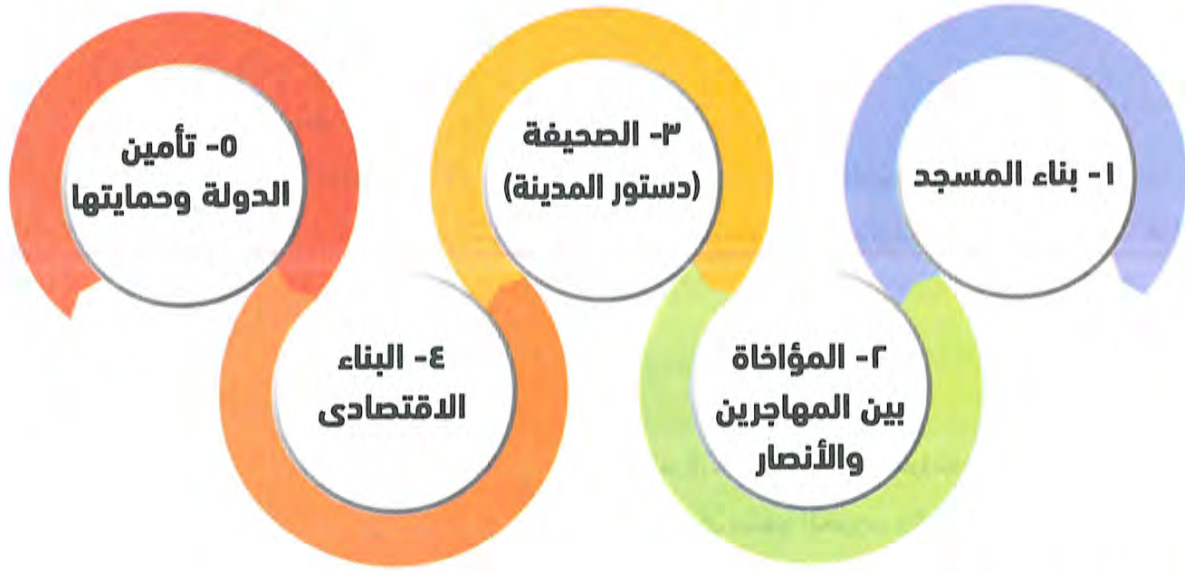 ١- بناء المسجد
٢- المؤاخاة
بين المهاجرين
والأنصار
٣- الصحيفة
(دستور المدينة)
٤- البناء
الاقتصادى
٥- تأمين
الدولة وحمايتها